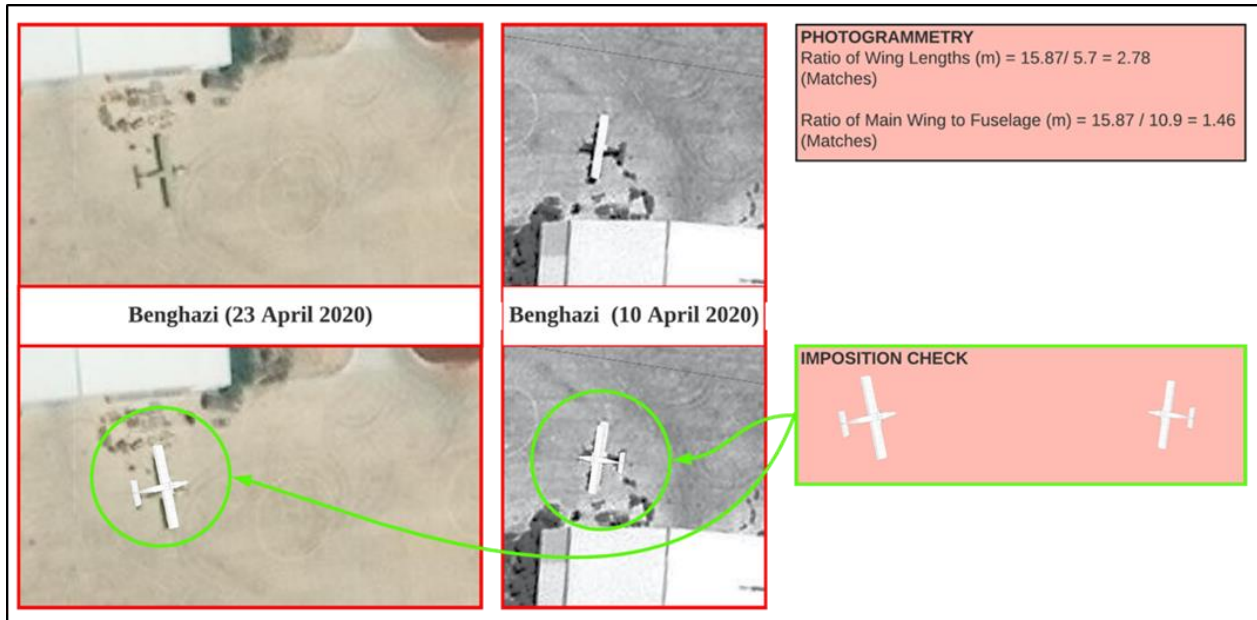 PHOTOGRAMMETRY
Ratio of Wing Lengths (m) = 15.87/ 5.7 = 2.78
(Matches)
Ratio of Main Wing to Fuselage (m) = 15.87 / 10.9 = 1.46
(Matches)
Benghazi (23 April 2020)
Benghazi (10 April 2020)
IMPOSITION CHECK